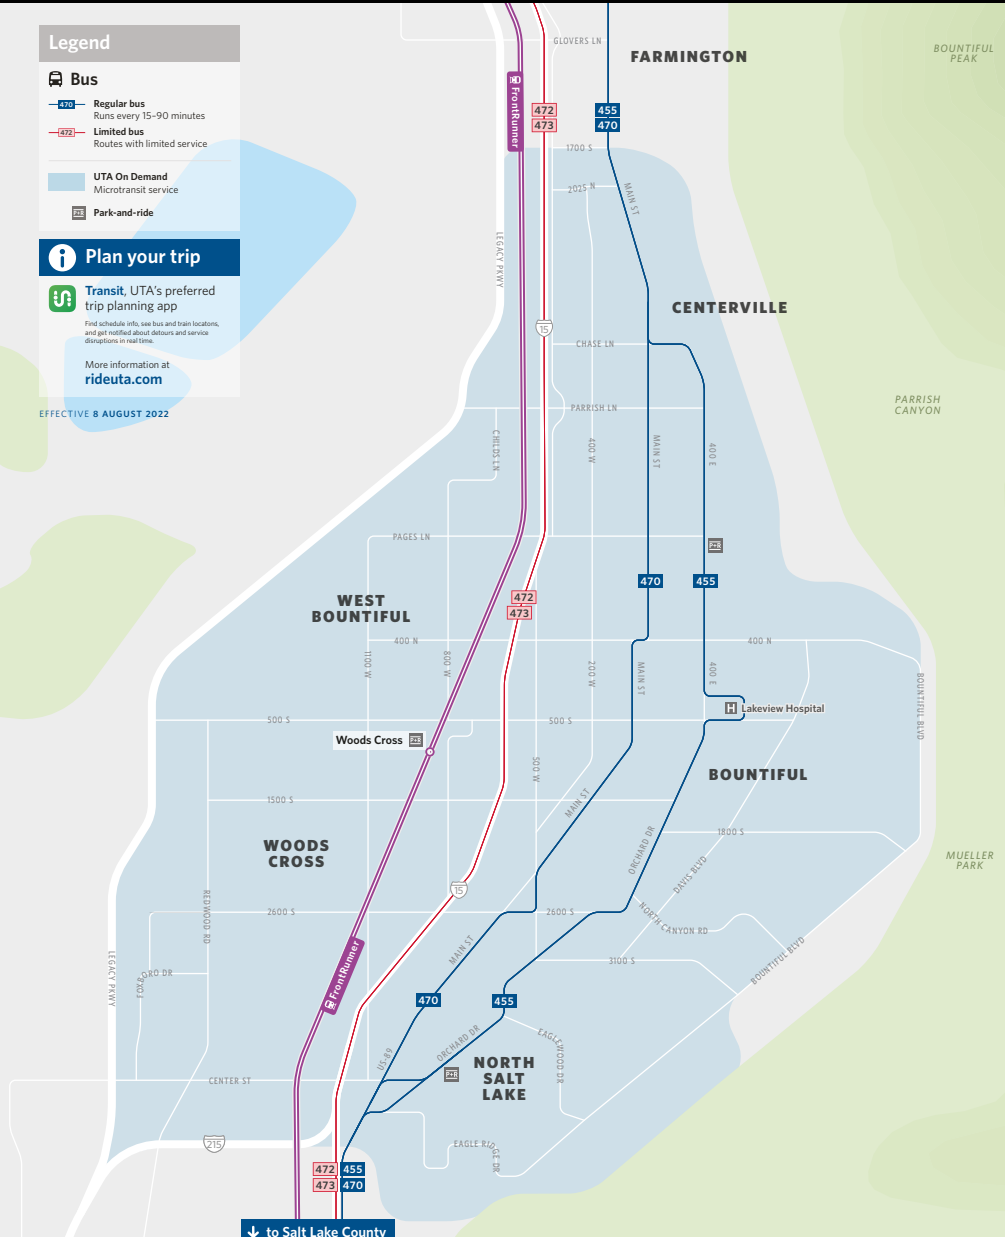 Legend
Bus
470
Regular bus
Runs every 15–90 minutes
472
Limited bus
Routes with limited service
UTA On Demand
Microtransit service
P+R
Park-and-ride
i
Plan your trip
Transit, UTA's preferred
trip planning app
Find schedule info, see bus and train locatons,
and get notified about detours and service
disruptions in real time.
More information at
rideuta.com
EFFECTIVE 8 AUGUST 2022
GLOVERS LN
FARMINGTON
BOUNTIFUL
PEAK
FrontRunner
472
473
455
470
1700 S
2025 N
MAIN ST
LEGACY PKWY
CENTERVILLE
15
CHASE LN
PARRISH LN
PARRISH
CANYON
CHILDS LN
400 W
MAIN ST
400 E
PAGES LN
P+R
470
455
WEST
BOUNTIFUL
472
473
400 N
400 N
1100 W
800 W
200 W
MAIN ST
400 E
BOUNTIFUL BLVD
H Lakeview Hospital
500 S
500 S
Woods Cross P+R
500 W
BOUNTIFUL
1500 S
MAIN ST
WOODS
CROSS
ORCHARD DR
1800 S
DAVIS BLVD
MUELLER
PARK
15
REDWOOD RD
2600 S
2600 S
NORTH CANYON RD
MAIN ST
3100 S
BOUNTIFUL BLVD
LEGACY PKWY
FOXBORO DR
FrontRunner
470
455
US-89
ORCHARD DR
EAGLEWOOD DR
P+R
NORTH
SALT
LAKE
CENTER ST
215
EAGLE RIDGE DR
472
455
473
470
to Salt Lake County